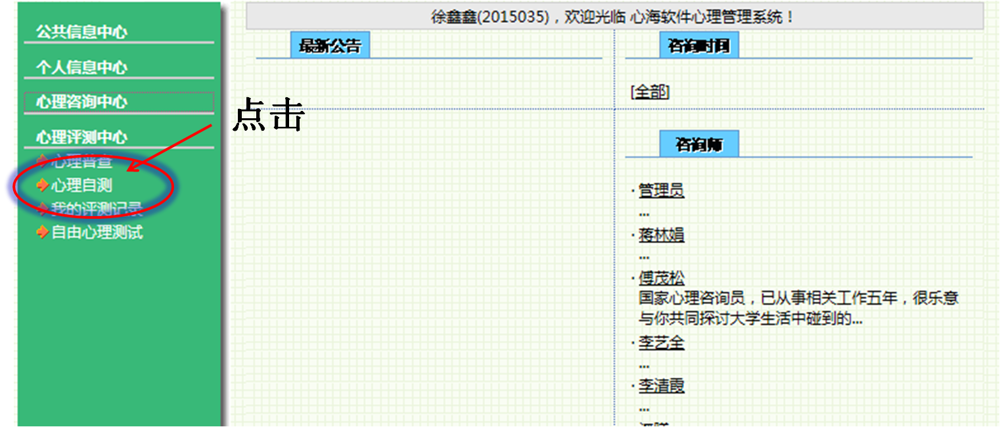 公共信息中心
个人信息中心
心理咨询中心
心理评测中心
心理普查
心理自测
我的评测记录
自由心理测试
点击
徐鑫鑫(2015035)，欢迎光临 心海软件心理管理系统！
最新公告
咨询时间
[全部]
咨询师
·管理员
...
·蒋林娟
...
·傅茂松
国家心理咨询员，已从事相关工作五年，很乐意
与你共同探讨大学生活中碰到的...
·李艺全
...
·李清霞
...